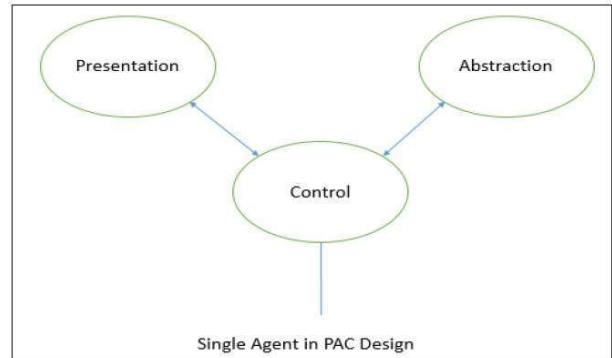 Presentation
Abstraction
Control
Single Agent in PAC Design